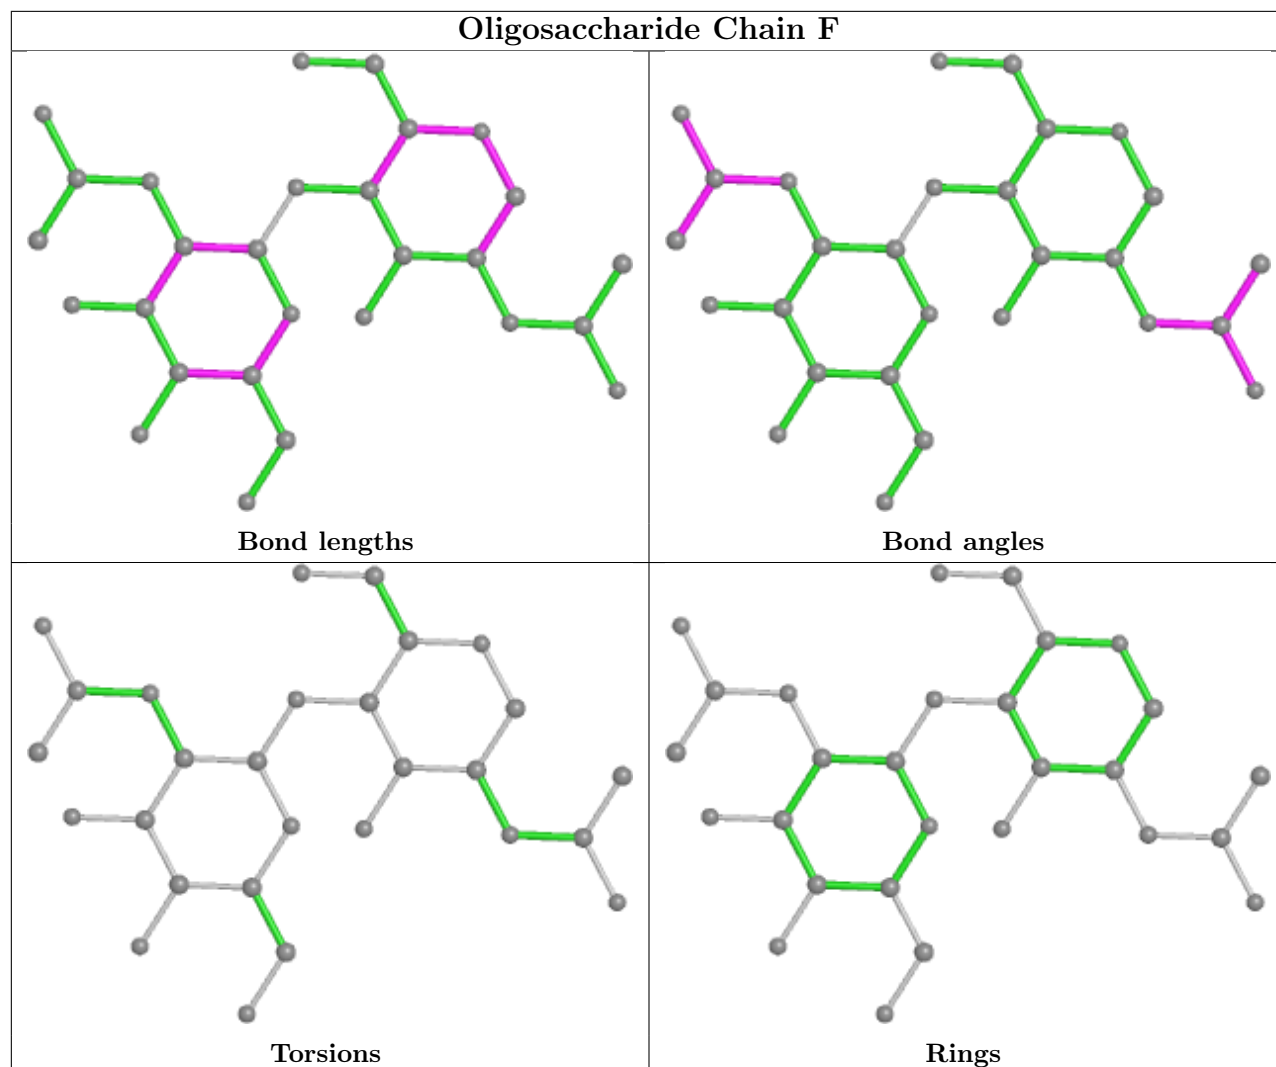 Oligosaccharide Chain F
Bond lengths
Bond angles
Torsions
Rings